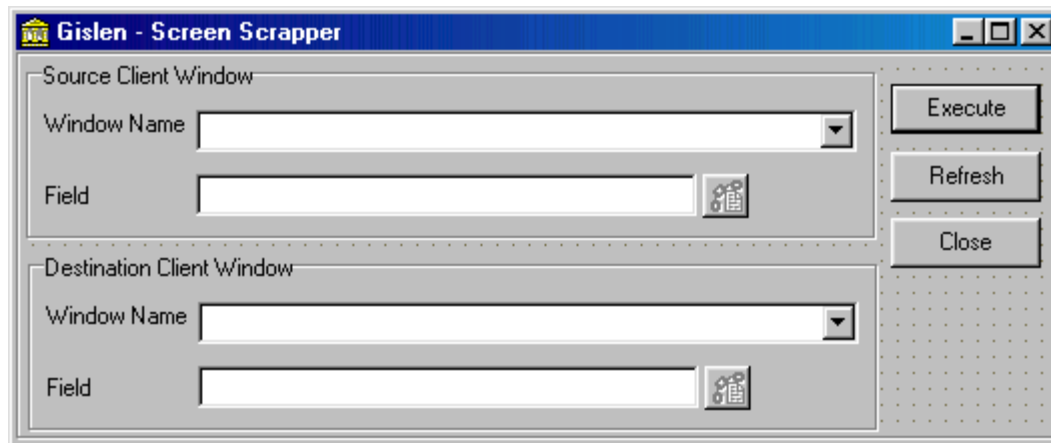 Gislen - Screen Scrapper
Source Client Window
Window Name
Execute
Field
Refresh
Close
Destination Client Window
Window Name
Field